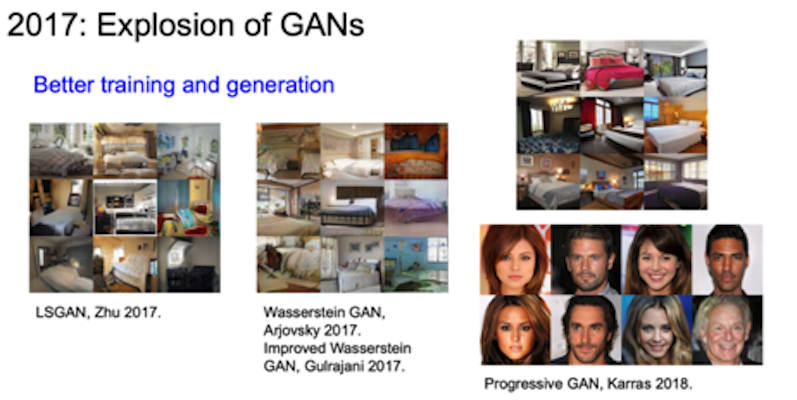 2017: Explosion of GANs
Better training and generation
LSGAN, Zhu 2017.
Wasserstein GAN,
Arjovsky 2017.
Improved Wasserstein
GAN, Gulrajani 2017.
Progressive GAN, Karras 2018.